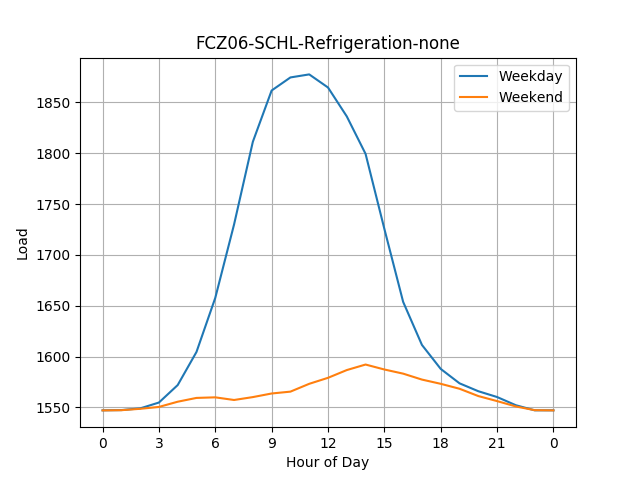 FCZ06-SCHL-Refrigeration-none
Weekday
Weekend
1850
1800
1750
1700
1650
1600
1550
Load
0 3 6 9 12 15 18 21 0
Hour of Day